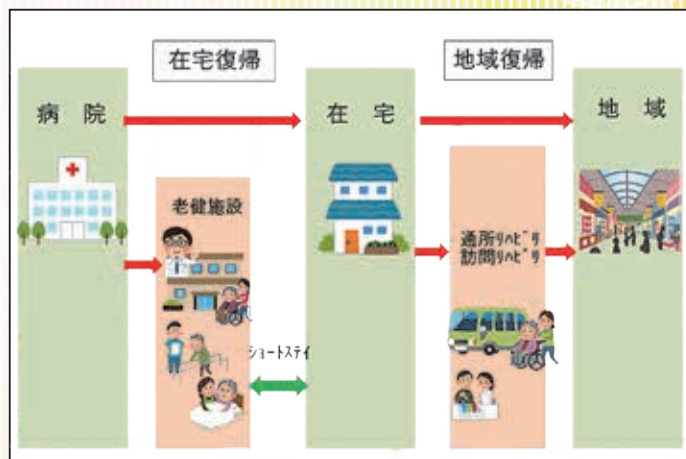 在宅復帰
地域復帰
病 院
在 宅
地 域
老健施設
通所ﾘﾊﾋﾞﾘ
訪問ﾘﾊﾋﾞﾘ
ｼｮｰﾄｽﾃｲ